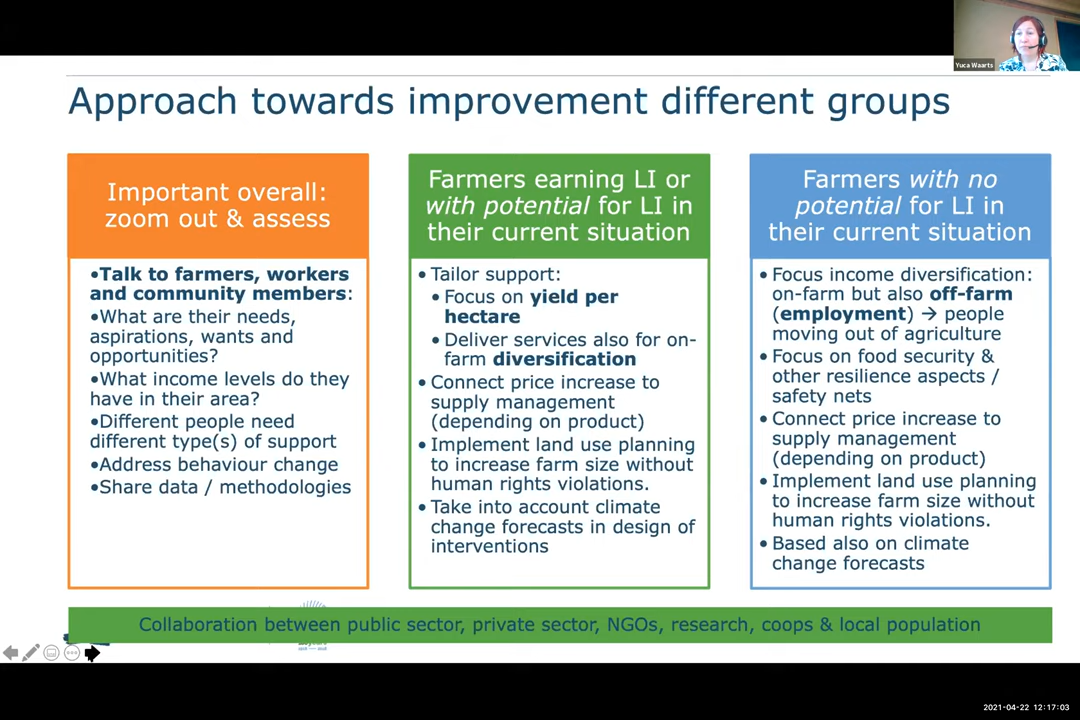 Yuca Waarts
Approach towards improvement different groups
Important overall:
zoom out & assess
•Talk to farmers, workers
and community members:
•What are their needs,
aspirations, wants and
opportunities?
•What income levels do they
have in their area?
•Different people need
different type(s) of support
•Address behaviour change
•Share data / methodologies
Farmers earning LI or
with potential for LI in
their current situation
• Tailor support:
• Focus on yield per
hectare
• Deliver services also for on-
farm diversification
• Connect price increase to
supply management
(depending on product)
• Implement land use planning
to increase farm size without
human rights violations.
• Take into account climate
change forecasts in design of
interventions
Farmers with no
potential for LI in
their current situation
• Focus income diversification:
on-farm but also off-farm
(employment) → people
moving out of agriculture
• Focus on food security &
other resilience aspects /
safety nets
• Connect price increase to
supply management
(depending on product)
• Implement land use planning
to increase farm size without
human rights violations.
• Based also on climate
change forecasts
Collaboration between public sector, private sector, NGOs, research, coops & local population
2021-04-22 12:17:03